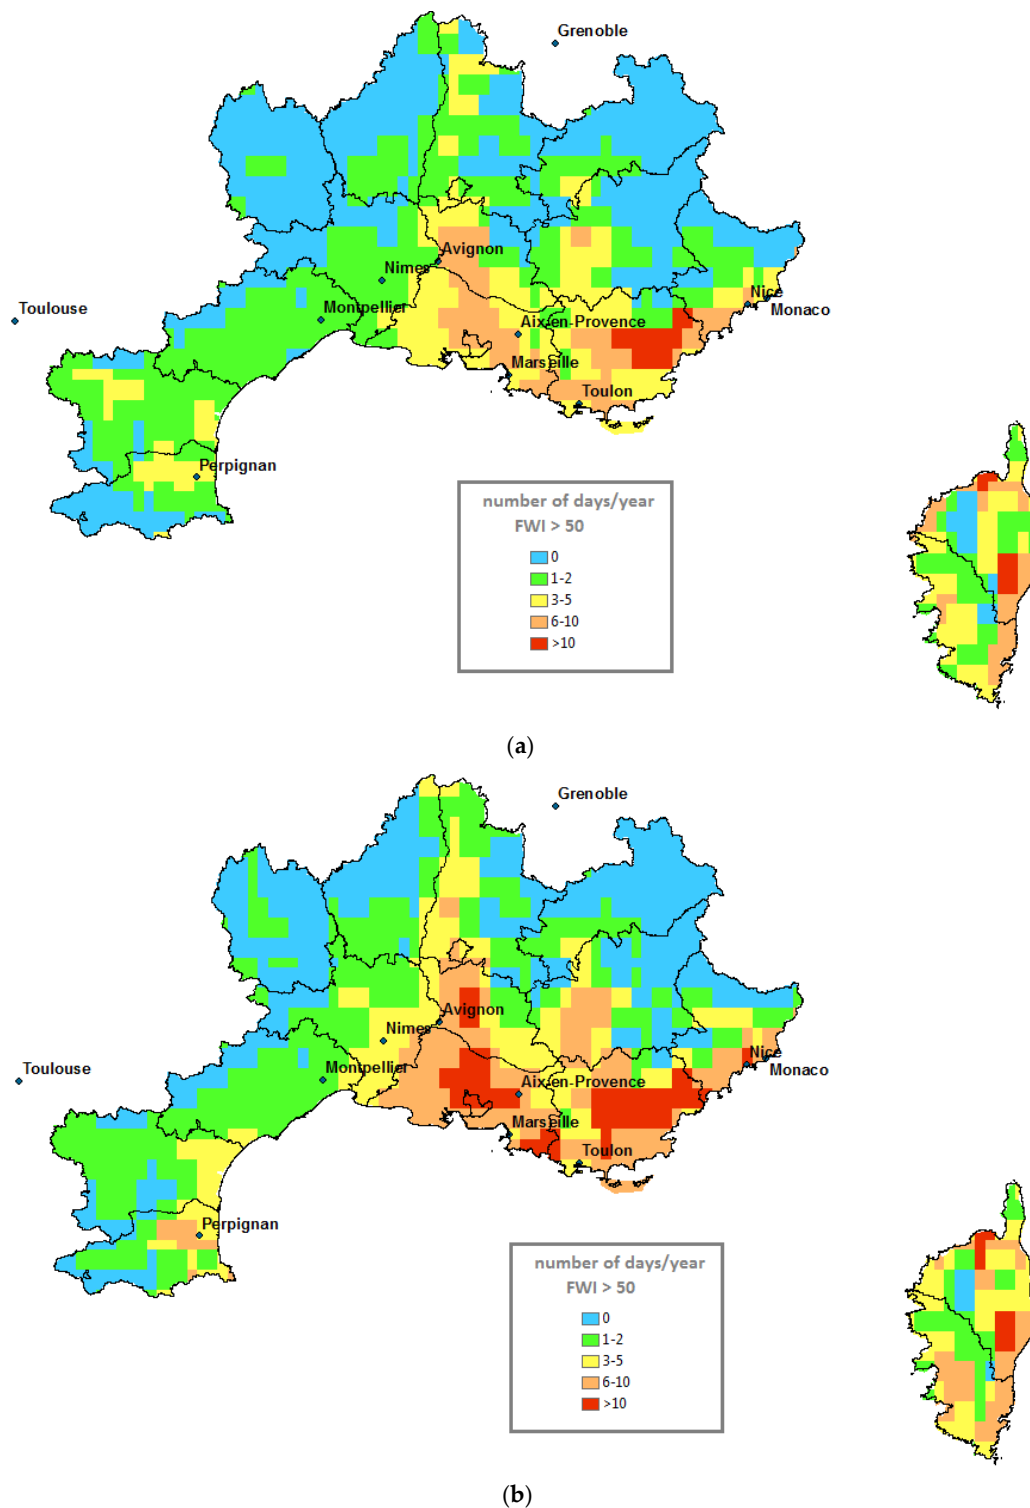 Grenoble
Avignon
Nimes
Toulouse
Montpellier
Nice
Monaco
Aix-en-Provence
Marseille
Toulon
Perpignan
number of days/year
FWI > 50
0
1-2
3-5
6-10
>10
(a)
Grenoble
Avignon
Nimes
Nice
Toulouse
Montpellier
Monaco
Aix-en-Provence
Marseille
Toulon
Perpignan
number of days/year
FWI > 50
0
1-2
3-5
6-10
>10
(b)